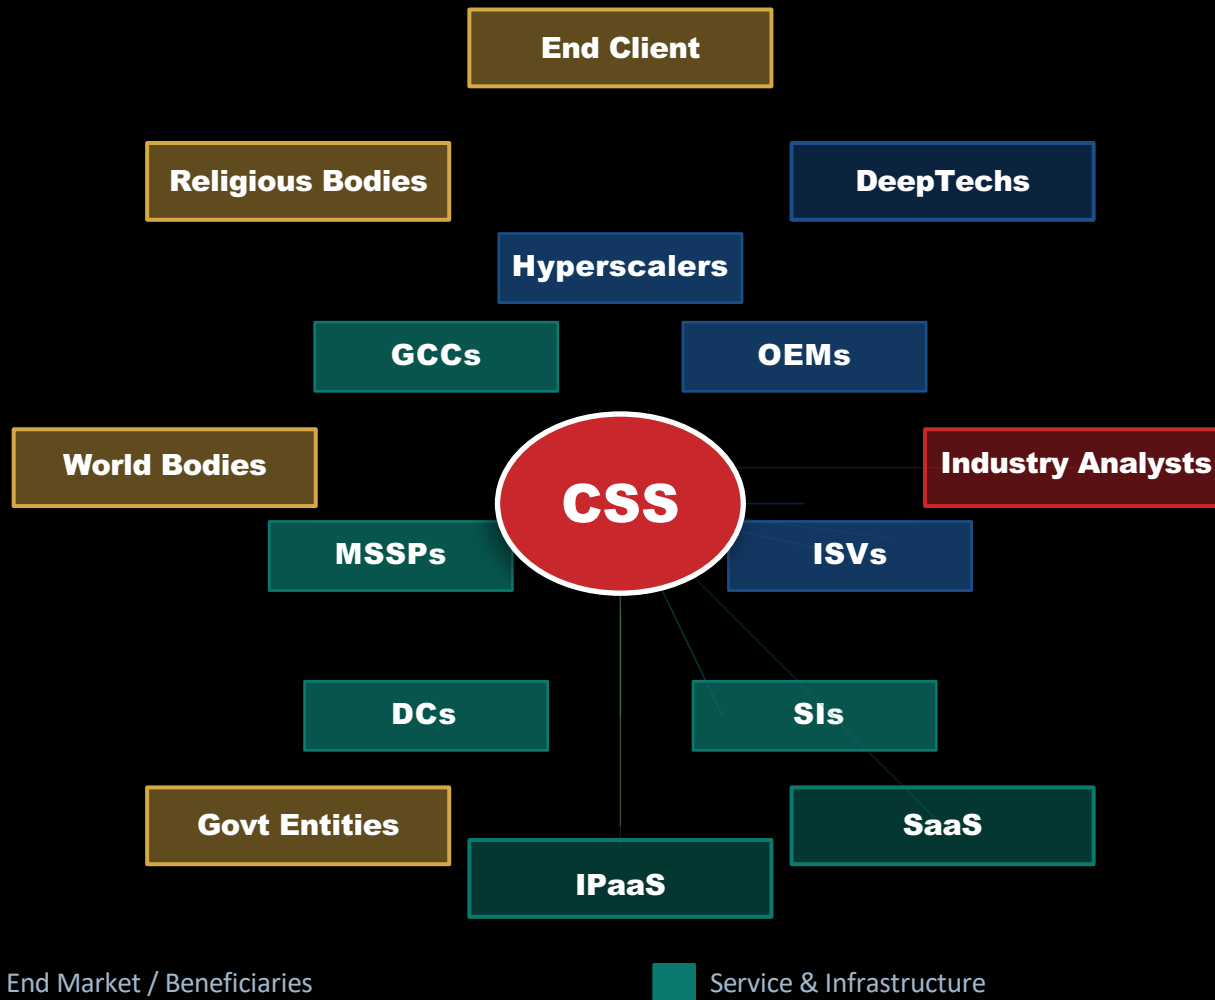 End Client
Religious Bodies
DeepTechs
Hyperscalers
GCCs
OEMs
World Bodies
Industry Analysts
CSS
MSSPs
ISVs
DCs
SIs
Govt Entities
SaaS
IPaaS
End Market / Beneficiaries
Service & Infrastructure